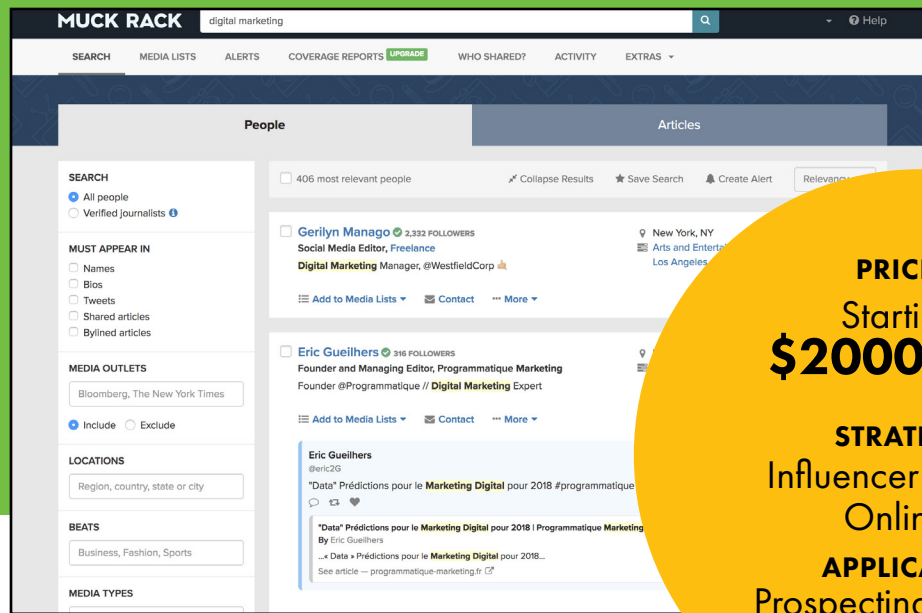 MUCK RACK digital marketing Help
SEARCH MEDIA LISTS ALERTS COVERAGE REPORTS UPGRADE WHO SHARED? ACTIVITY EXTRAS
People Articles
SEARCH
All people
Verified journalists
MUST APPEAR IN
Names
Bios
Tweets
Shared articles
Bylined articles
MEDIA OUTLETS
Bloomberg, The New York Times
Include Exclude
LOCATIONS
Region, country, state or city
BEATS
Business, Fashion, Sports
MEDIA TYPES
406 most relevant people Collapse Results Save Search Create Alert
Gerilyn Manago 2,332 FOLLOWERS New York, NY
Social Media Editor, Freelance Arts and
Digital Marketing Manager, @WestfieldCorp Los Angeles
Add to Media Lists Contact More
Eric Gueilhers 316 FOLLOWERS
Founder and Managing Editor, Programmatique Marketing
Founder @Programmatique // Digital Marketing Expert
Add to Media Lists Contact More
Eric Gueilhers
@eric2G
"Data" Prédictions pour le Marketing Digital pour 2018 #programmatique
"Data" Prédictions pour le Marketing Digital pour 2018 | Programmatique Marketing
By Eric Gueilhers
...« Data » Prédictions pour le Marketing Digital pour 2018...
See article — programmatique-marketing.fr
$2000
Influencer